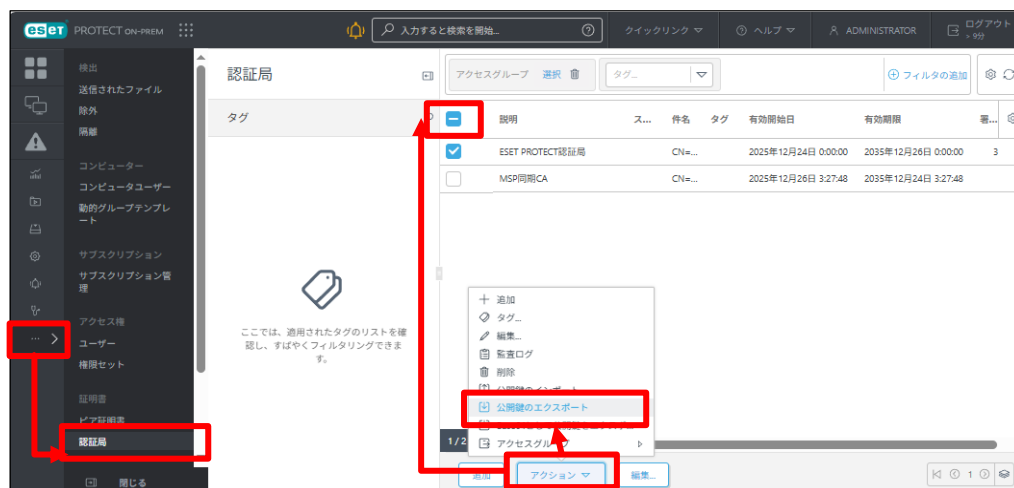 eset PROTECT ON-PREM
入力すると検索を開始...
クイックリンク
ヘルプ
ADMINISTRATOR
ログアウト
> 9分
検出
送信されたファイル
除外
隔離
コンピューター
コンピュータユーザー
動的グループテンプレ
ート
サブスクリプション
サブスクリプション管
理
アクセス権
ユーザー
権限セット
証明書
ピア証明書
認証局
閉じる
認証局
タグ
ここでは、適用されたタグのリストを確
認し、すばやくフィルタリングできま
す。
アクセスグループ 選択
タグ...
フィルタの追加
説明 ス... 件名 タグ 有効開始日 有効期限 署...
ESET PROTECT認証局 CN=... 2025年12月24日 0:00:00 2035年12月26日 0:00:00 3
MSP同期CA CN=... 2025年12月26日 3:27:48 2035年12月24日 3:27:48
追加
タグ...
編集...
監査ログ
削除
公開鍵のインポート
公開鍵のエクスポート
アクセスグループ
1/2
追加
アクション
編集...
1